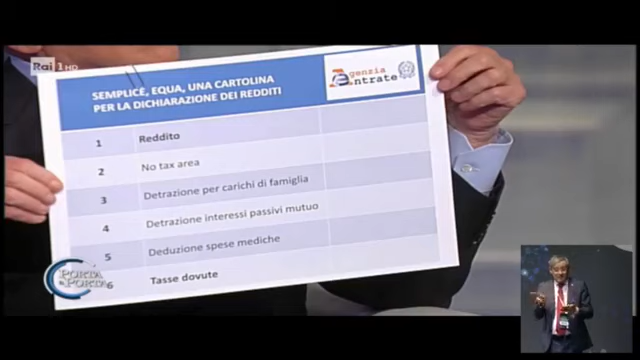 Rai 1 HD
SEMPLICE, EQUA, UNA CARTOLINA
PER LA DICHIARAZIONE DEI REDDITI
genzia
ntrate
1 Reddito
2 No tax area
3 Detrazione per carichi di famiglia
4 Detrazione interessi passivi mutuo
5 Deduzione spese mediche
6 Tasse dovute
PORTA
A PORTA